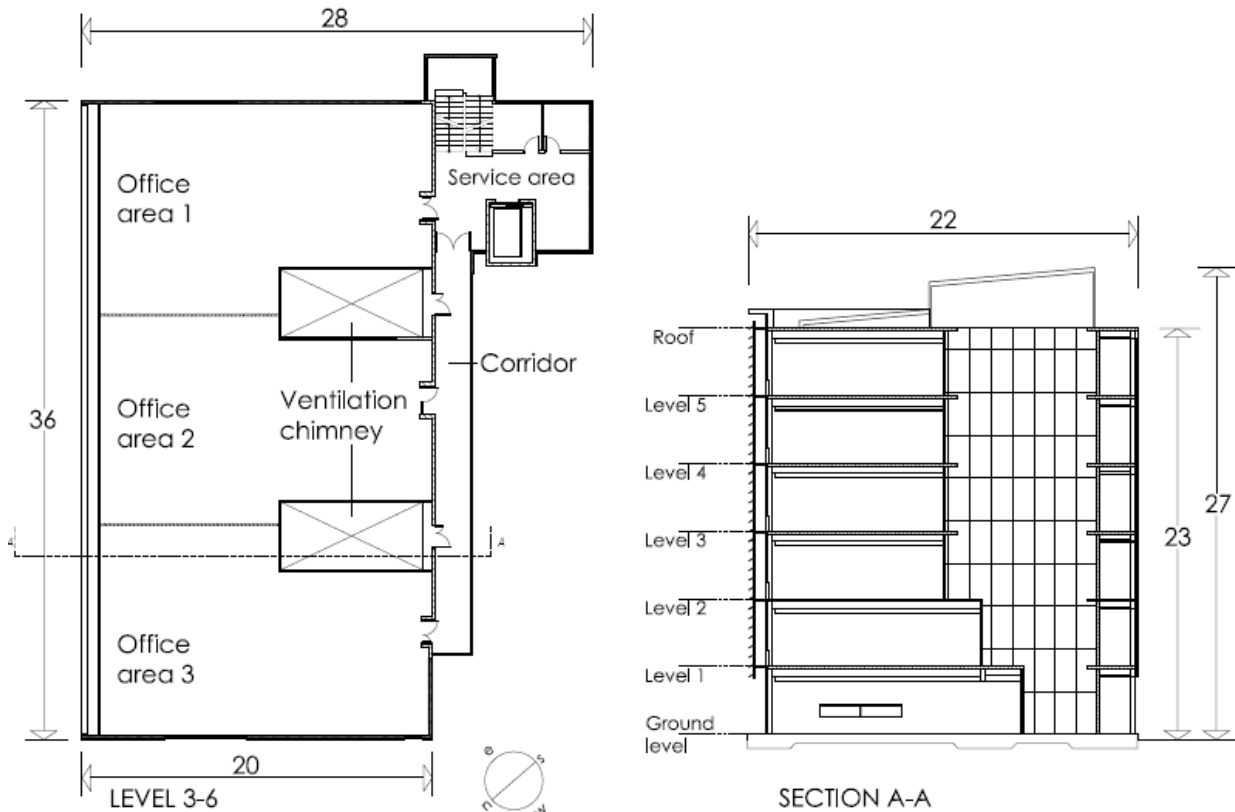 28
Office
area 1
Service area
Corridor
36
Office
area 2
Ventilation
chimney
A
A
Office
area 3
20
LEVEL 3-6
e
s
n
w
22
Roof
Level 5
Level 4
Level 3
Level 2
Level 1
Ground
level
23
27
SECTION A-A